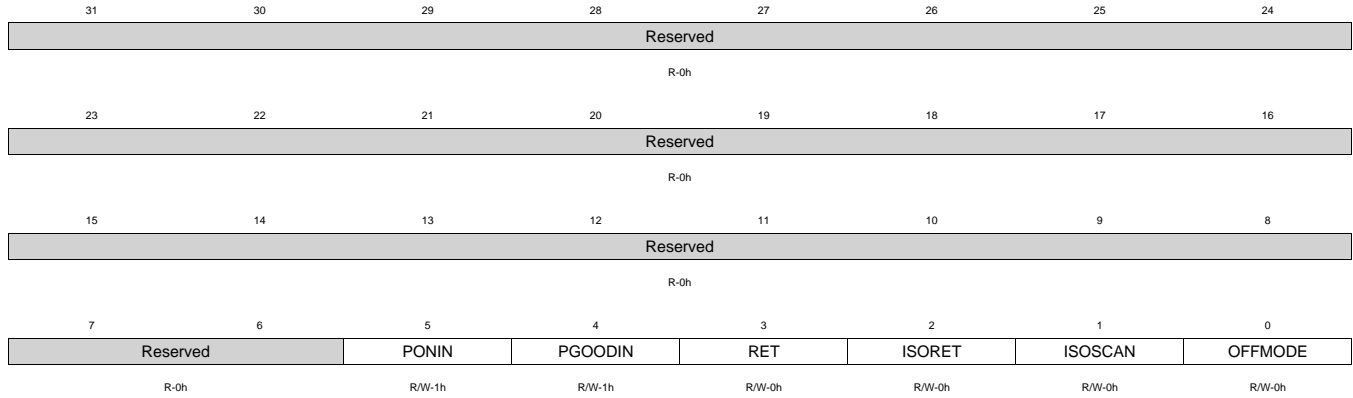 31 30 29 28 27 26 25 24
Reserved
R-0h
23 22 21 20 19 18 17 16
Reserved
R-0h
15 14 13 12 11 10 9 8
Reserved
R-0h
7 6 5 4 3 2 1 0
Reserved PONIN PGOODIN RET ISORET ISOSCAN OFFMODE
R-0h R/W-1h R/W-1h R/W-0h R/W-0h R/W-0h R/W-0h